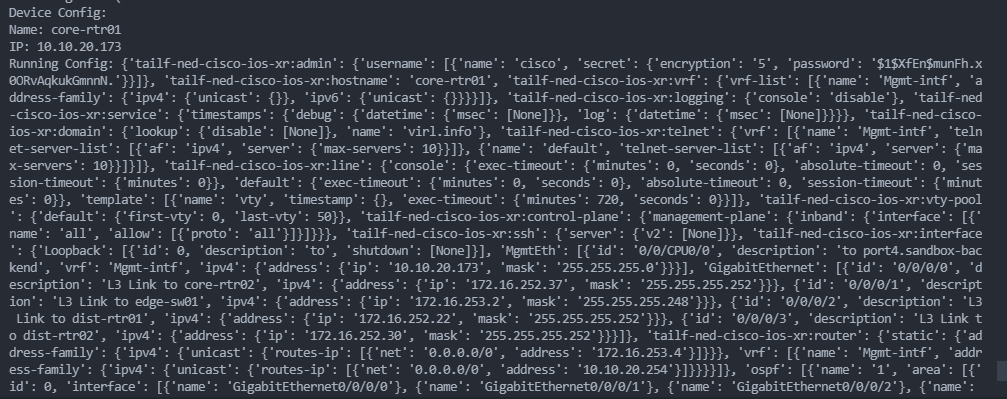 Device Config:
Name: core-rtr01
IP: 10.10.20.173
Running Config: {'tailf-ned-cisco-ios-xr:admin': {'username': [{'name': 'cisco', 'secret': {'encryption': '5', 'password': '$1$XfEn$munFh.x
0ORvAqkukGmnnN.'}}]}, 'tailf-ned-cisco-ios-xr:hostname': 'core-rtr01', 'tailf-ned-cisco-ios-xr:vrf': {'vrf-list': [{'name': 'Mgmt-intf', 'a
ddress-family': {'ipv4': {'unicast': {}}, 'ipv6': {'unicast': {}}}}]}, 'tailf-ned-cisco-ios-xr:logging': {'console': 'disable'}, 'tailf-ned
-cisco-ios-xr:service': {'timestamps': {'debug': {'datetime': {'msec': [None]}}, 'log': {'datetime': {'msec': [None]}}}}, 'tailf-ned-cisco-
ios-xr:domain': {'lookup': {'disable': [None]}, 'name': 'virl.info'}, 'tailf-ned-cisco-ios-xr:telnet': {'vrf': [{'name': 'Mgmt-intf', 'teln
et-server-list': [{'af': 'ipv4', 'server': {'max-servers': 10}}]}, {'name': 'default', 'telnet-server-list': [{'af': 'ipv4', 'server': {'ma
x-servers': 10}}]}]}, 'tailf-ned-cisco-ios-xr:line': {'console': {'exec-timeout': {'minutes': 0, 'seconds': 0}, 'absolute-timeout': 0, 'ses
sion-timeout': {'minutes': 0}}, 'default': {'exec-timeout': {'minutes': 0, 'seconds': 0}, 'absolute-timeout': 0, 'session-timeout': {'minut
es': 0}}, 'template': [{'name': 'vty', 'timestamp': {}, 'exec-timeout': {'minutes': 720, 'seconds': 0}}]}, 'tailf-ned-cisco-ios-xr:vty-pool
': {'default': {'first-vty': 0, 'last-vty': 50}}, 'tailf-ned-cisco-ios-xr:control-plane': {'management-plane': {'inband': {'interface': [{'
name': 'all', 'allow': [{'proto': 'all'}]}]}}}, 'tailf-ned-cisco-ios-xr:ssh': {'server': {'v2': [None]}}, 'tailf-ned-cisco-ios-xr:interface
': {'Loopback': [{'id': 0, 'description': 'to', 'shutdown': [None]}], 'MgmtEth': [{'id': '0/0/CPU0/0', 'description': 'to port4.sandbox-bac
kend', 'vrf': 'Mgmt-intf', 'ipv4': {'address': {'ip': '10.10.20.173', 'mask': '255.255.255.0'}}}], 'GigabitEthernet': [{'id': '0/0/0/0', 'd
escription': 'L3 Link to core-rtr02', 'ipv4': {'address': {'ip': '172.16.252.37', 'mask': '255.255.255.252'}}}, {'id': '0/0/0/1', 'descript
ion': 'L3 Link to edge-sw01', 'ipv4': {'address': {'ip': '172.16.253.2', 'mask': '255.255.255.248'}}}, {'id': '0/0/0/2', 'description': 'L3
 Link to dist-rtr01', 'ipv4': {'address': {'ip': '172.16.252.22', 'mask': '255.255.255.252'}}}, {'id': '0/0/0/3', 'description': 'L3 Link t
o dist-rtr02', 'ipv4': {'address': {'ip': '172.16.252.30', 'mask': '255.255.255.252'}}}]}, 'tailf-ned-cisco-ios-xr:router': {'static': {'ad
dress-family': {'ipv4': {'unicast': {'routes-ip': [{'net': '0.0.0.0/0', 'address': '172.16.253.4'}]}}}, 'vrf': [{'name': 'Mgmt-intf', 'addr
ess-family': {'ipv4': {'unicast': {'routes-ip': [{'net': '0.0.0.0/0', 'address': '10.10.20.254'}]}}}}]}, 'ospf': [{'name': '1', 'area': [{'
id': 0, 'interface': [{'name': 'GigabitEthernet0/0/0/0'}, {'name': 'GigabitEthernet0/0/0/1'}, {'name': 'GigabitEthernet0/0/0/2'}, {'name':